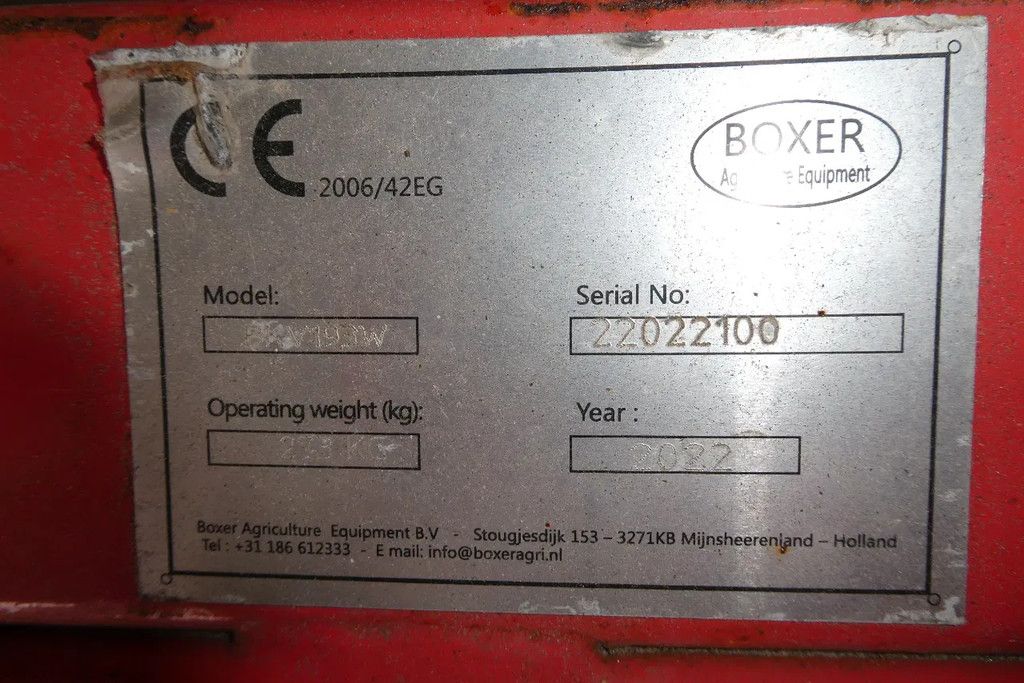 CE 2006/42EG
BOXER
Equipment
Model:
Serial No:
22022100
Operating weight (kg):
Year :
2022
Boxer Agriculture Equipment B.V - Stougjesdijk 153 – 3271KB Mijnsheerenland – Holland
Tel : +31 186 612333 - E mail: info@boxeragri.nl